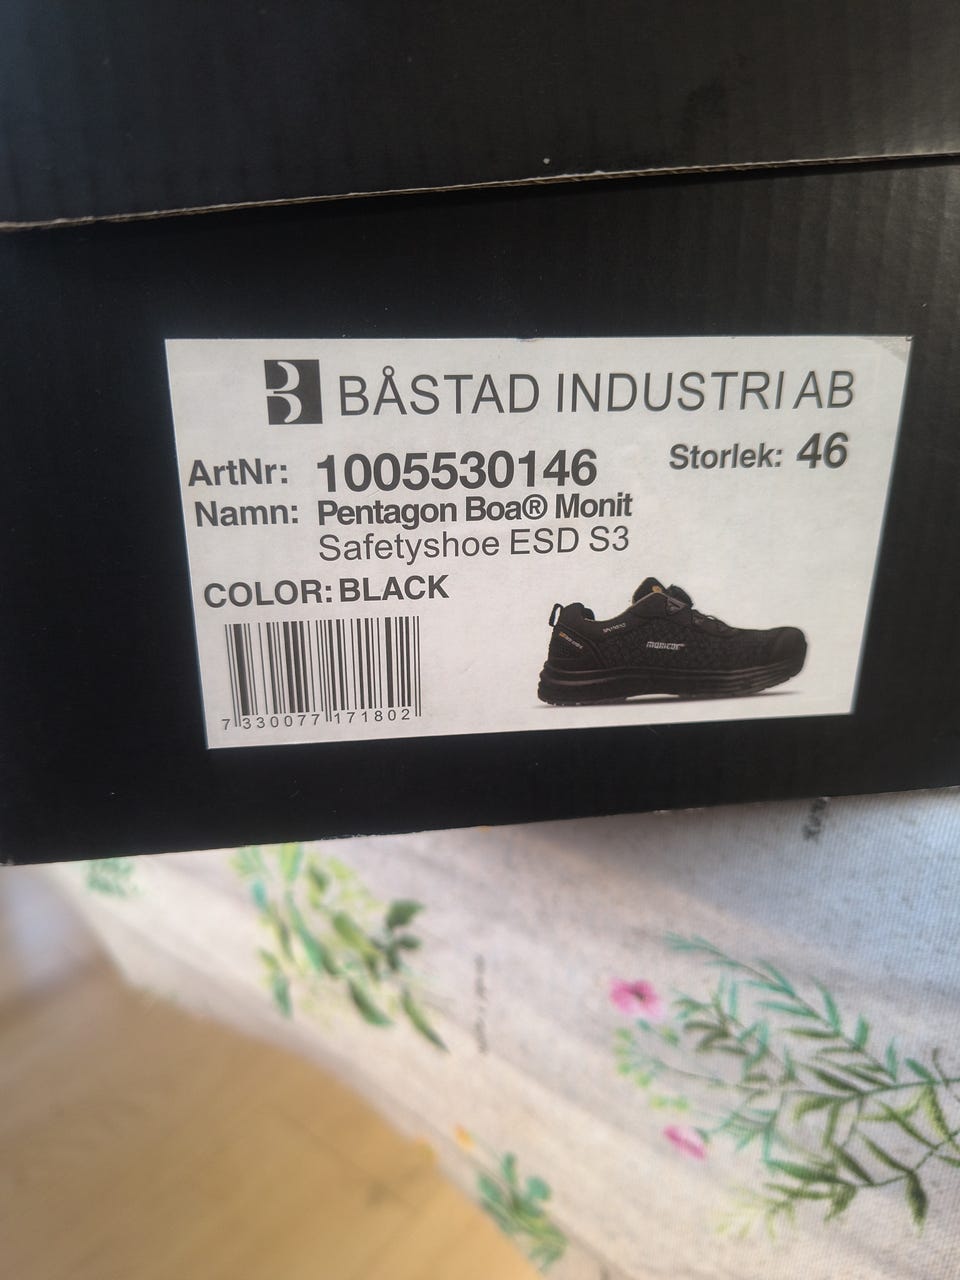 BÅSTAD INDUSTRI AB
ArtNr: 1005530146 Storlek: 46
Namn: Pentagon Boa® Monit
Safetyshoe ESD S3
COLOR: BLACK
monitor
7 330077 171802